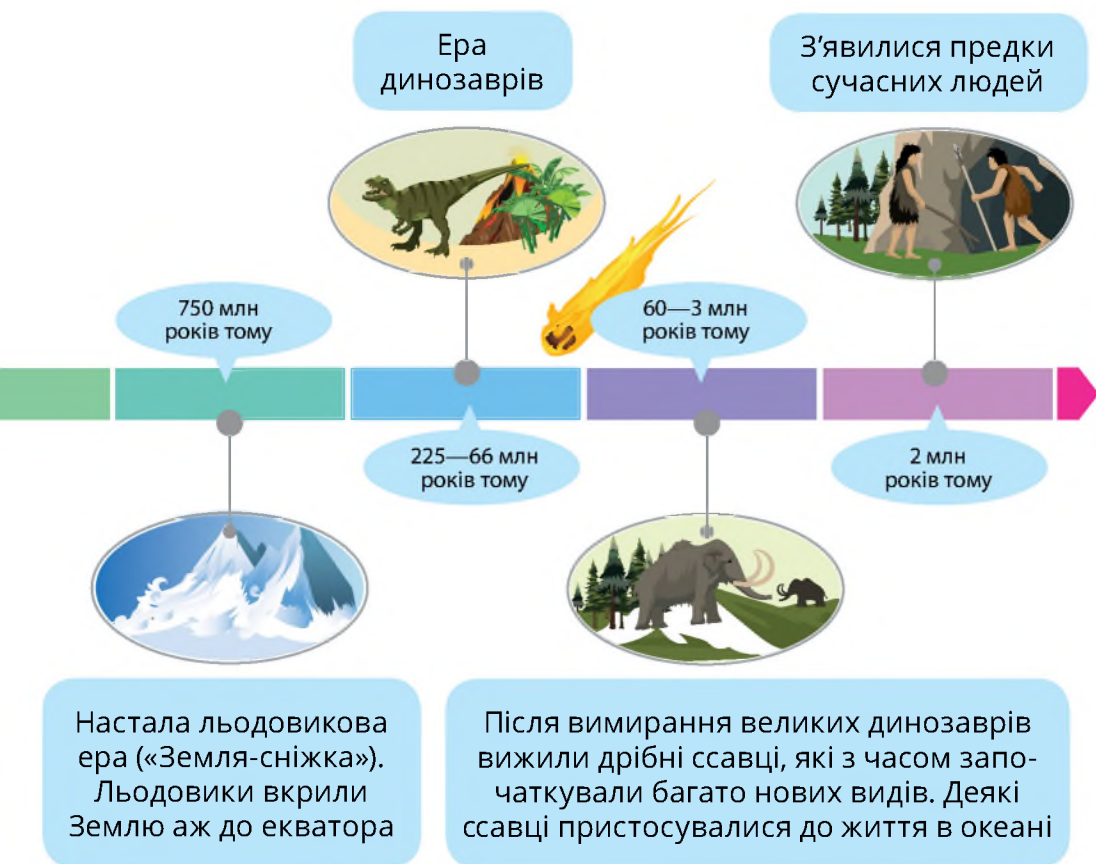 Ера
динозаврів
З’явилися предки
сучасних людей
750 млн
років тому
60—3 млн
років тому
225—66 млн
років тому
2 млн
років тому
Настала льодовикова
ера («Земля-сніжка»).
Льодовики вкрили
Землю аж до екватора
Після вимирання великих динозаврів
вижили дрібні ссавці, які з часом запо-
чаткували багато нових видів. Деякі
ссавці пристосувалися до життя в океані